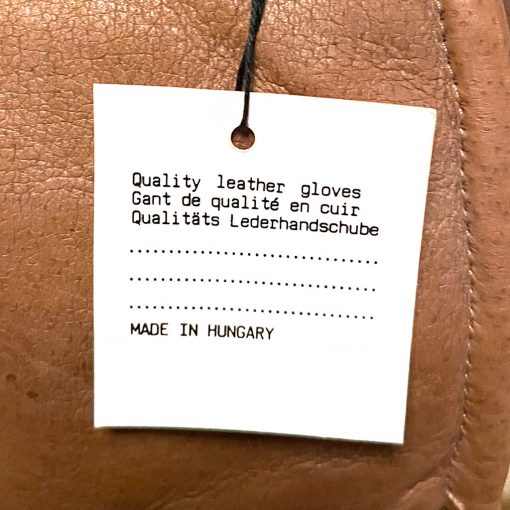 Quality leather gloves
Gant de qualité en cuir
Qualitäts Lederhandschube
................................
................................
................................
MADE IN HUNGARY